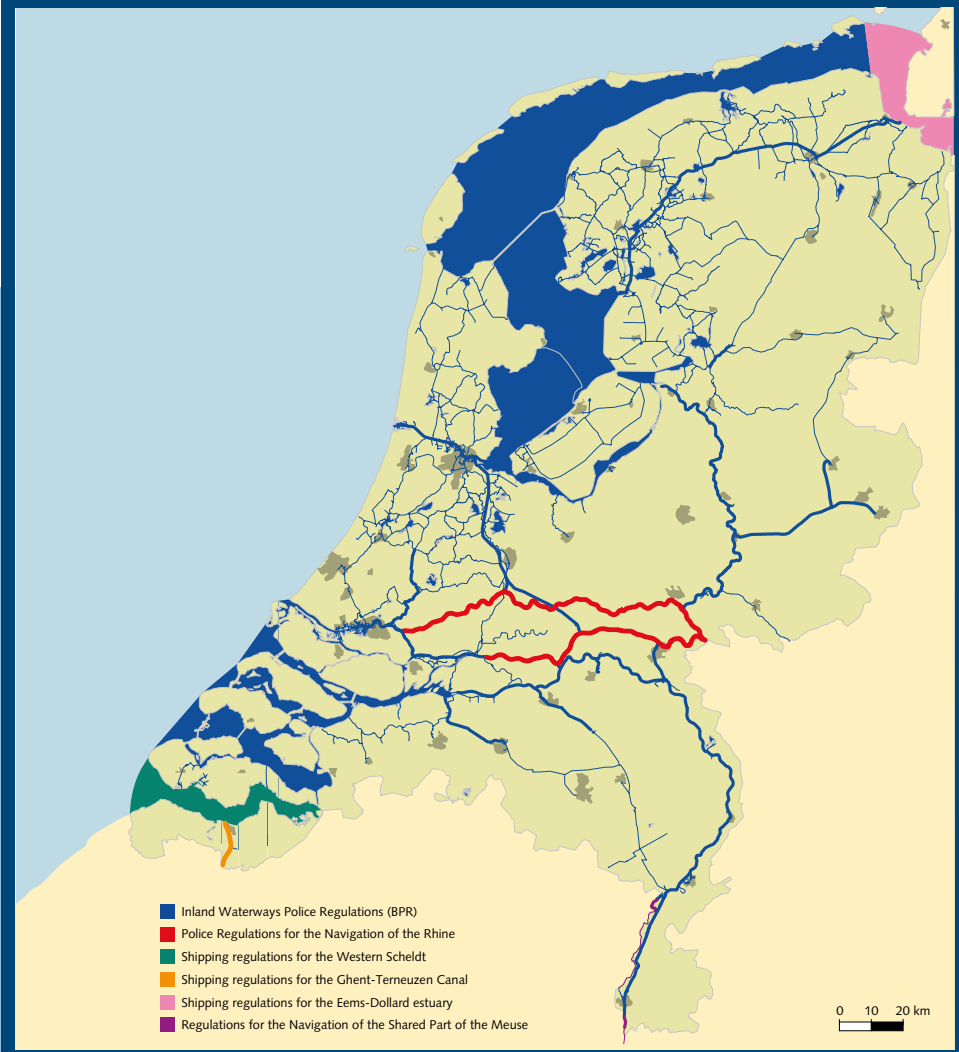 Inland Waterways Police Regulations (BPR)
Police Regulations for the Navigation of the Rhine
Shipping regulations for the Western Scheldt
Shipping regulations for the Ghent-Terneuzen Canal
Shipping regulations for the Eems-Dollard estuary
Regulations for the Navigation of the Shared Part of the Meuse
0 10 20 km